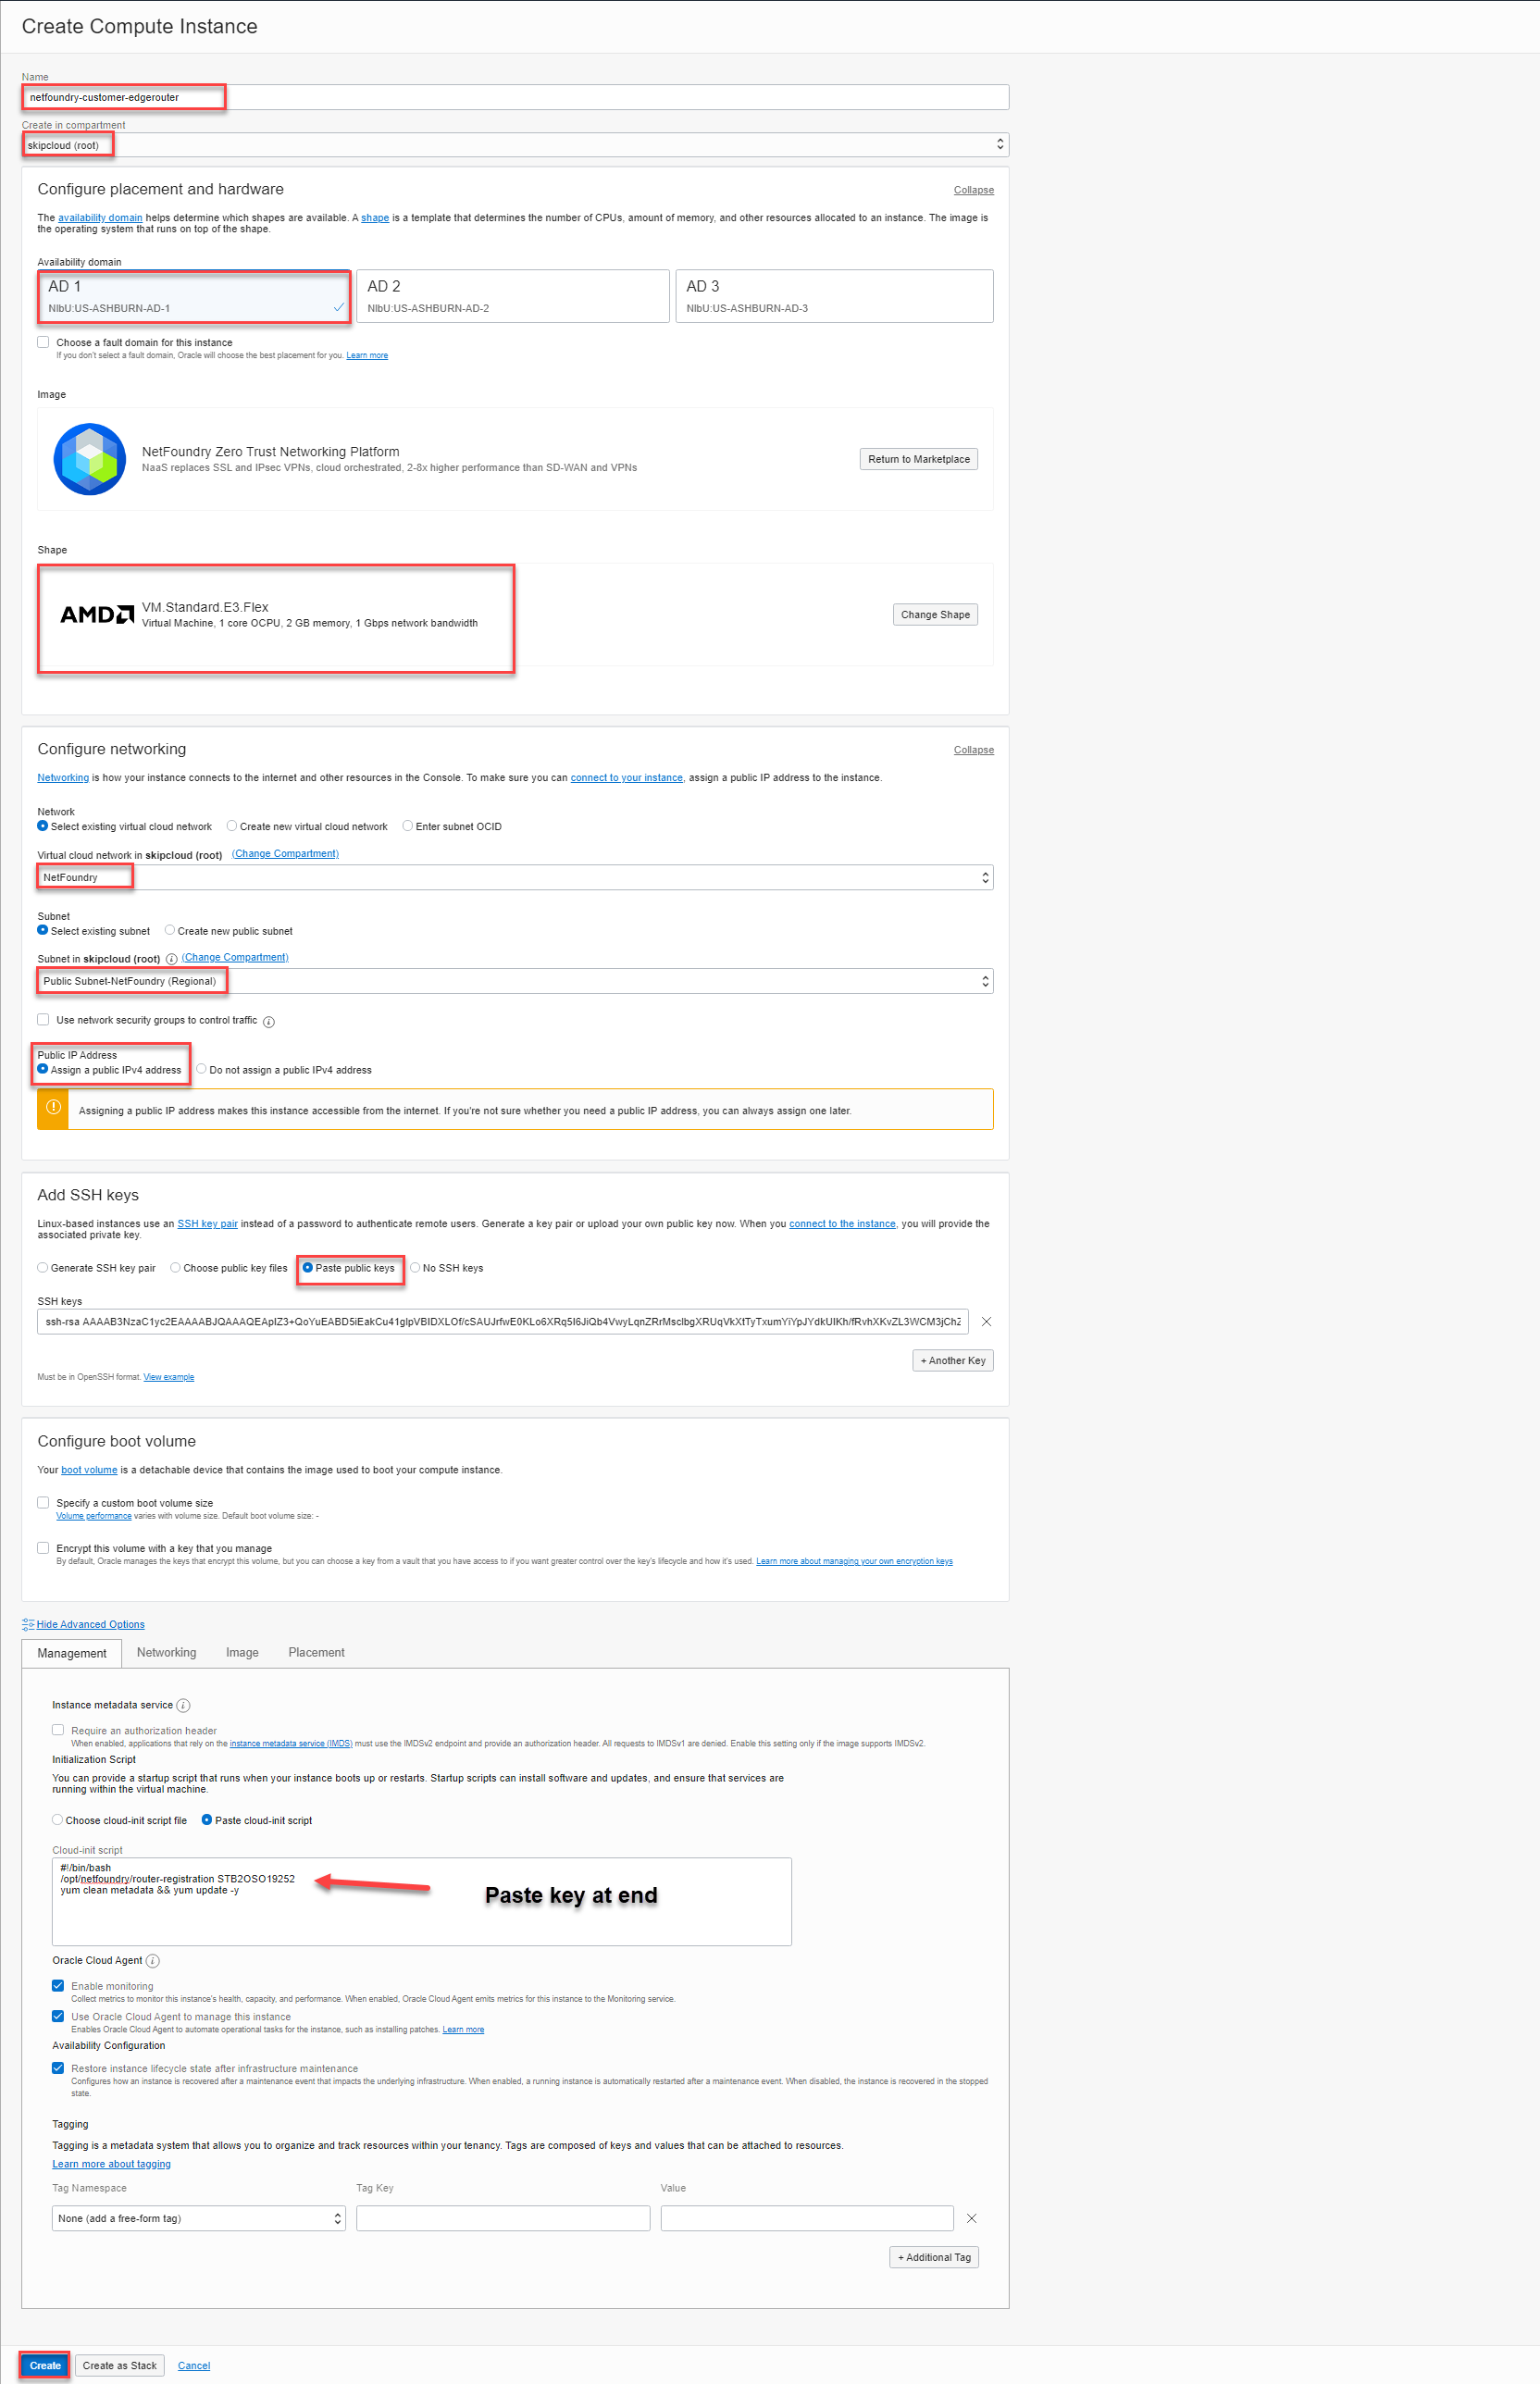 Create Compute Instance
Name
netfoundry-customer-edgerouter
Create in compartment
skipcloud (root)
Configure placement and hardware
Collapse
The availability domain helps determine which shapes are available. A shape is a template that determines the number of CPUs, amount of memory, and other resources allocated to an instance. The image is
the operating system that runs on top of the shape.
Availability domain
AD 1
NIbU:US-ASHBURN-AD-1
AD 2
NIbU:US-ASHBURN-AD-2
AD 3
NIbU:US-ASHBURN-AD-3
Choose a fault domain for this instance
If you don't select a fault domain, Oracle will choose the best placement for you. Learn more
Image
NetFoundry Zero Trust Networking Platform
NaaS replaces SSL and IPsec VPNs, cloud orchestrated, 2-8x higher performance than SD-WAN and VPNs
Return to Marketplace
Shape
AMD
VM.Standard.E3.Flex
Virtual Machine, 1 core OCPU, 2 GB memory, 1 Gbps network bandwidth
Change Shape
Configure networking
Collapse
Networking is how your instance connects to the internet and other resources in the Console. To make sure you can connect to your instance, assign a public IP address to the instance.
Network
Select existing virtual cloud network Create new virtual cloud network Enter subnet OCID
Virtual cloud network in skipcloud (root) (Change Compartment)
NetFoundry
Subnet
Select existing subnet Create new public subnet
Subnet in skipcloud (root) (Change Compartment)
Public Subnet-NetFoundry (Regional)
Use network security groups to control traffic
Public IP Address
Assign a public IPv4 address Do not assign a public IPv4 address
Assigning a public IP address makes this instance accessible from the internet. If you're not sure whether you need a public IP address, you can always assign one later.
Add SSH keys
Linux-based instances use an SSH key pair instead of a password to authenticate remote users. Generate a key pair or upload your own public key now. When you connect to the instance, you will provide the
associated private key.
Generate SSH key pair Choose public key files Paste public keys No SSH keys
SSH keys
ssh-rsa
+ Another Key
Must be in OpenSSH format. View example
Configure boot volume
Your boot volume is a detachable device that contains the image used to boot your compute instance.
Specify a custom boot volume size
Volume performance varies with volume size. Default boot volume size: -
Encrypt this volume with a key that you manage
By default, Oracle manages the keys that encrypt this volume, but you can choose a key from a vault that you have access to if you want greater control over the key's lifecycle and how it's used. Learn more about managing your own encryption keys
Hide Advanced Options
Management Networking Image Placement
Instance metadata service
Require an authorization header
When enabled, applications that rely on the instance metadata service (IMDS) must use the IMDSv2 endpoint and provide an authorization header. All requests to IMDSv1 are denied. Enable this setting only if the image supports IMDSv2.
Initialization Script
You can provide a startup script that runs when your instance boots up or restarts. Startup scripts can install software and updates, and ensure that services are
running within the virtual machine.
Choose cloud-init script file Paste cloud-init script
Cloud-init script
#!/bin/bash
/opt/netfoundry/router-registration STB2OSO19252
yum clean metadata && yum update -y
Paste key at end
Oracle Cloud Agent
Enable monitoring
Collect metrics to monitor this instance's health, capacity, and performance. When enabled, Oracle Cloud Agent emits metrics for this instance to the Monitoring service.
Use Oracle Cloud Agent to manage this instance
Enables Oracle Cloud Agent to automate operational tasks for the instance, such as installing patches. Learn more
Availability Configuration
Restore instance lifecycle state after infrastructure maintenance
Configures how an instance is recovered after a maintenance event that impacts the underlying infrastructure. When enabled, a running instance is automatically restarted after a maintenance event. When disabled, the instance is recovered in the stopped
state.
Tagging
Tagging is a metadata system that allows you to organize and track resources within your tenancy. Tags are composed of keys and values that can be attached to resources.
Learn more about tagging
Tag Namespace Tag Key Value
None (add a free-form tag)
+ Additional Tag
Create Create as Stack Cancel